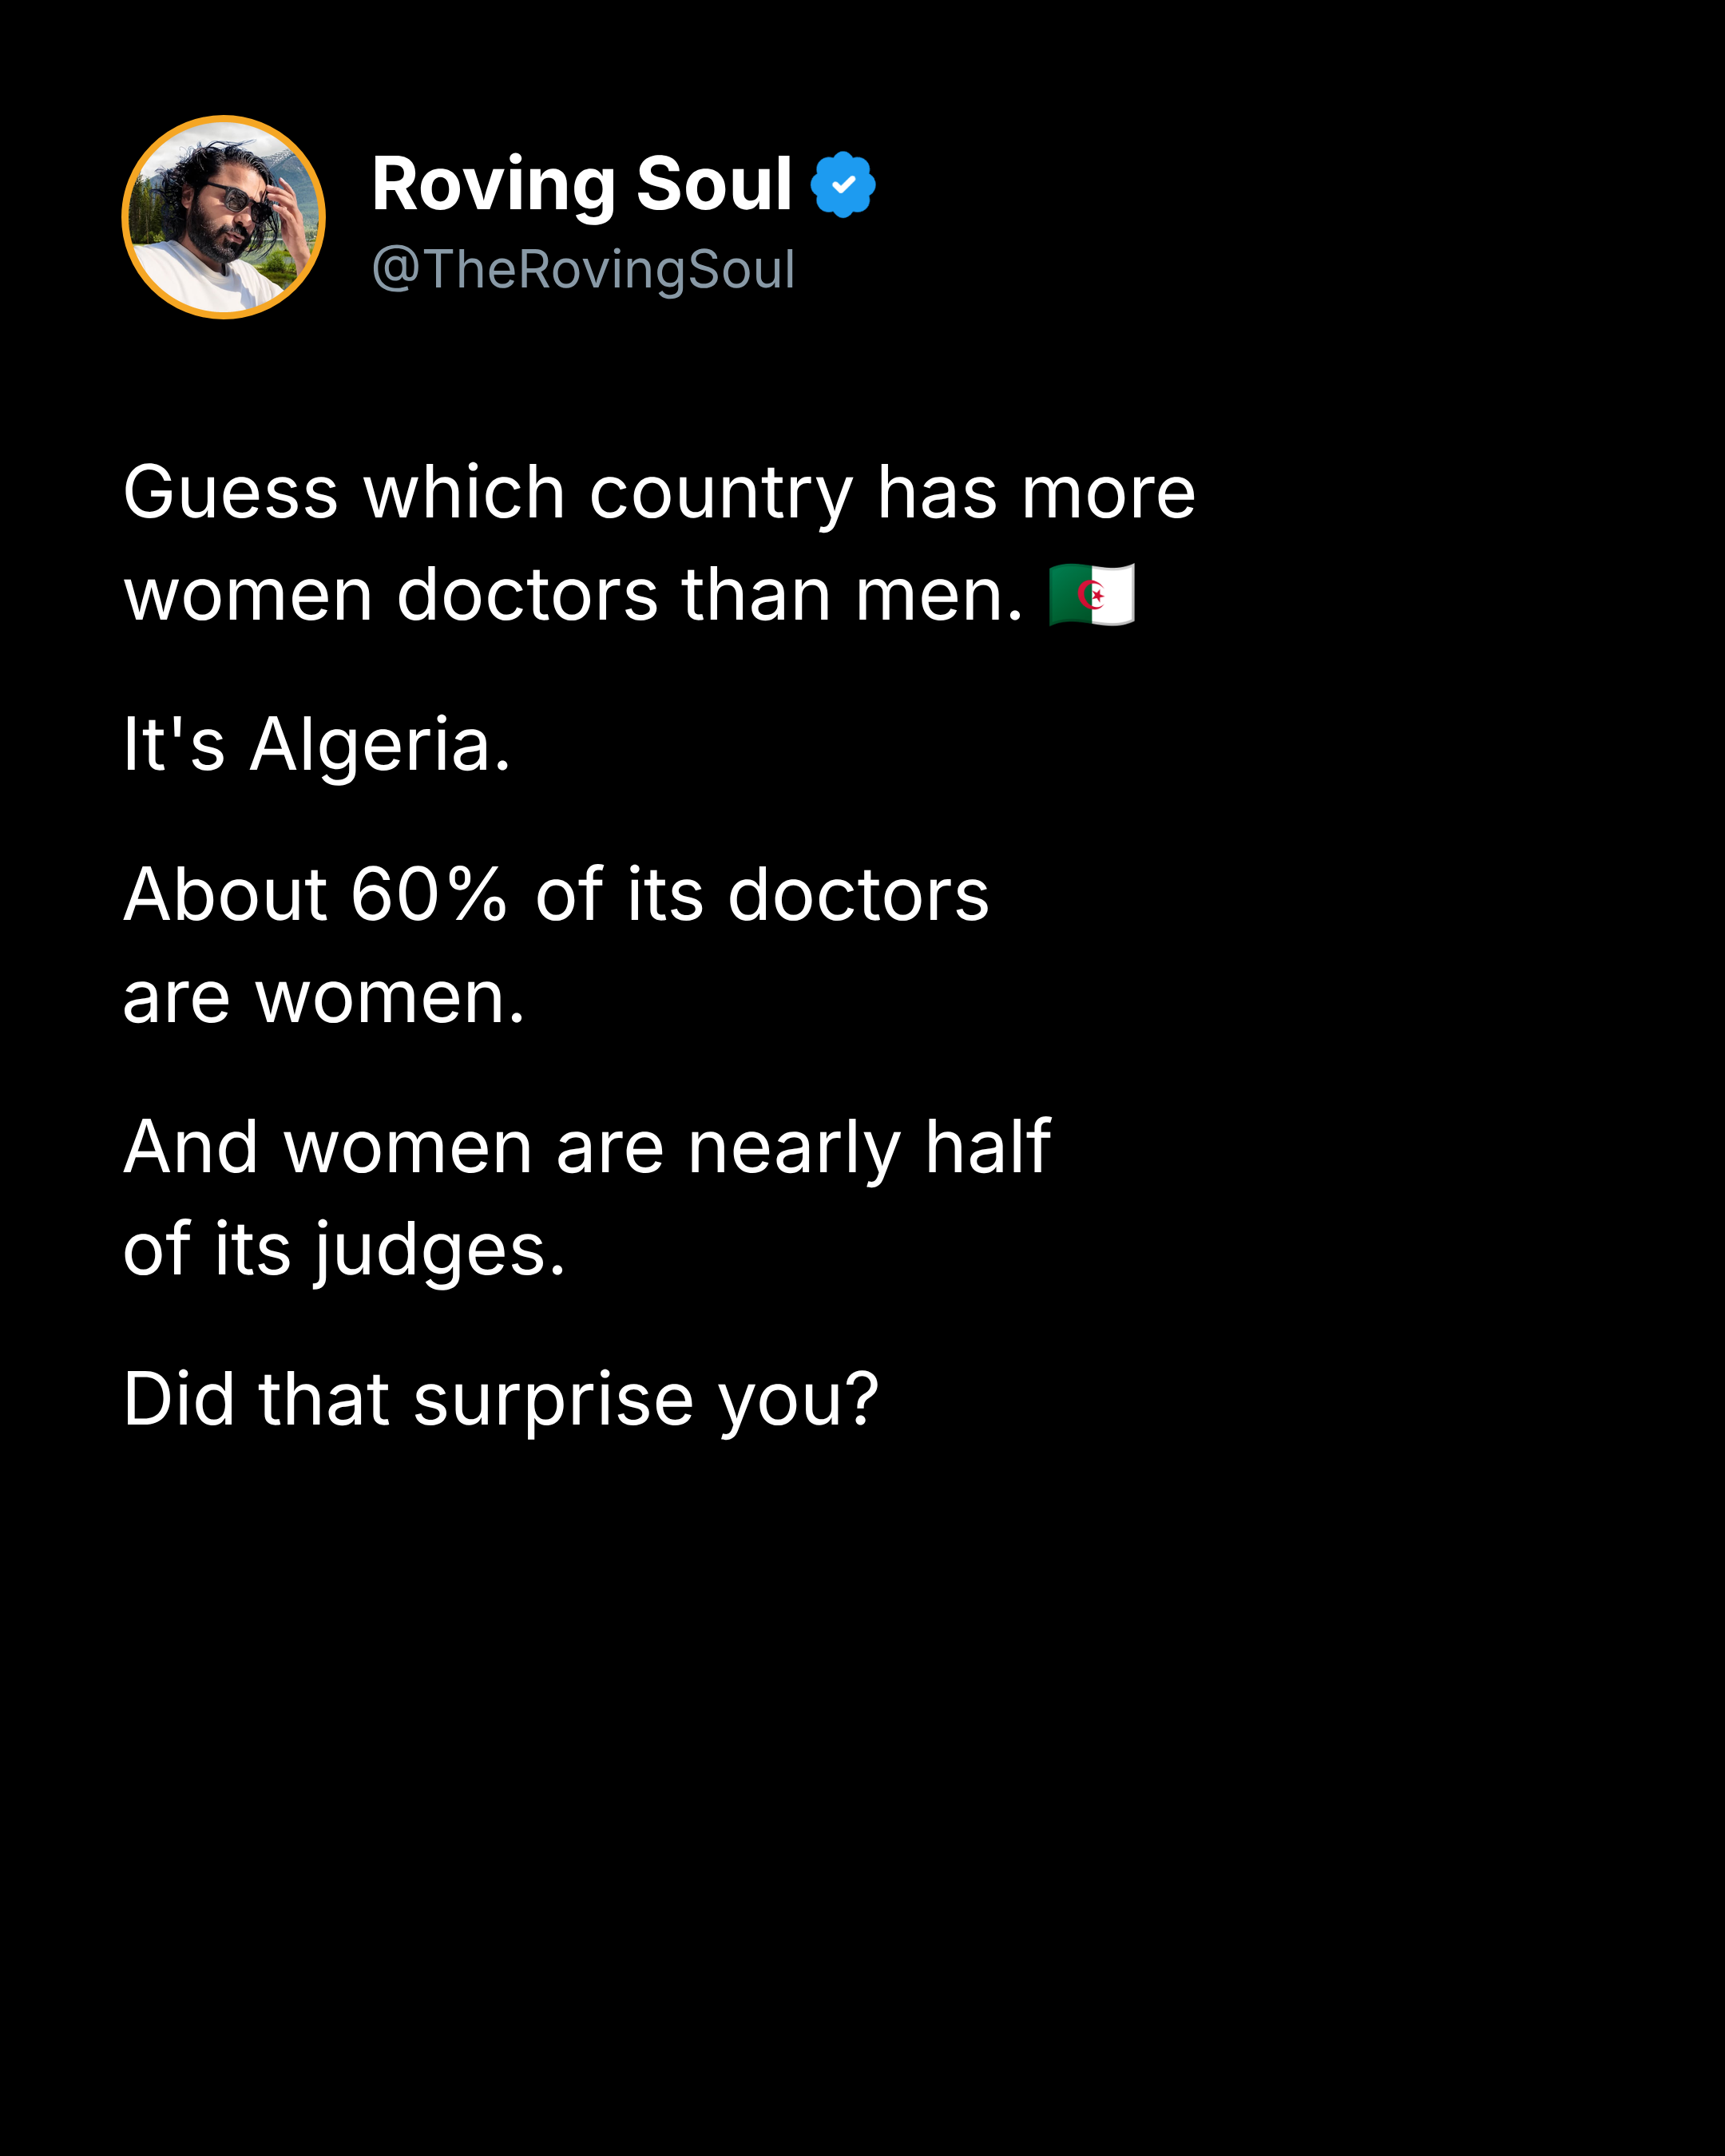 Roving Soul
@TheRovingSoul
Guess which country has more
women doctors than men. 🇩🇿
It's Algeria.
About 60% of its doctors
are women.
And women are nearly half
of its judges.
Did that surprise you?